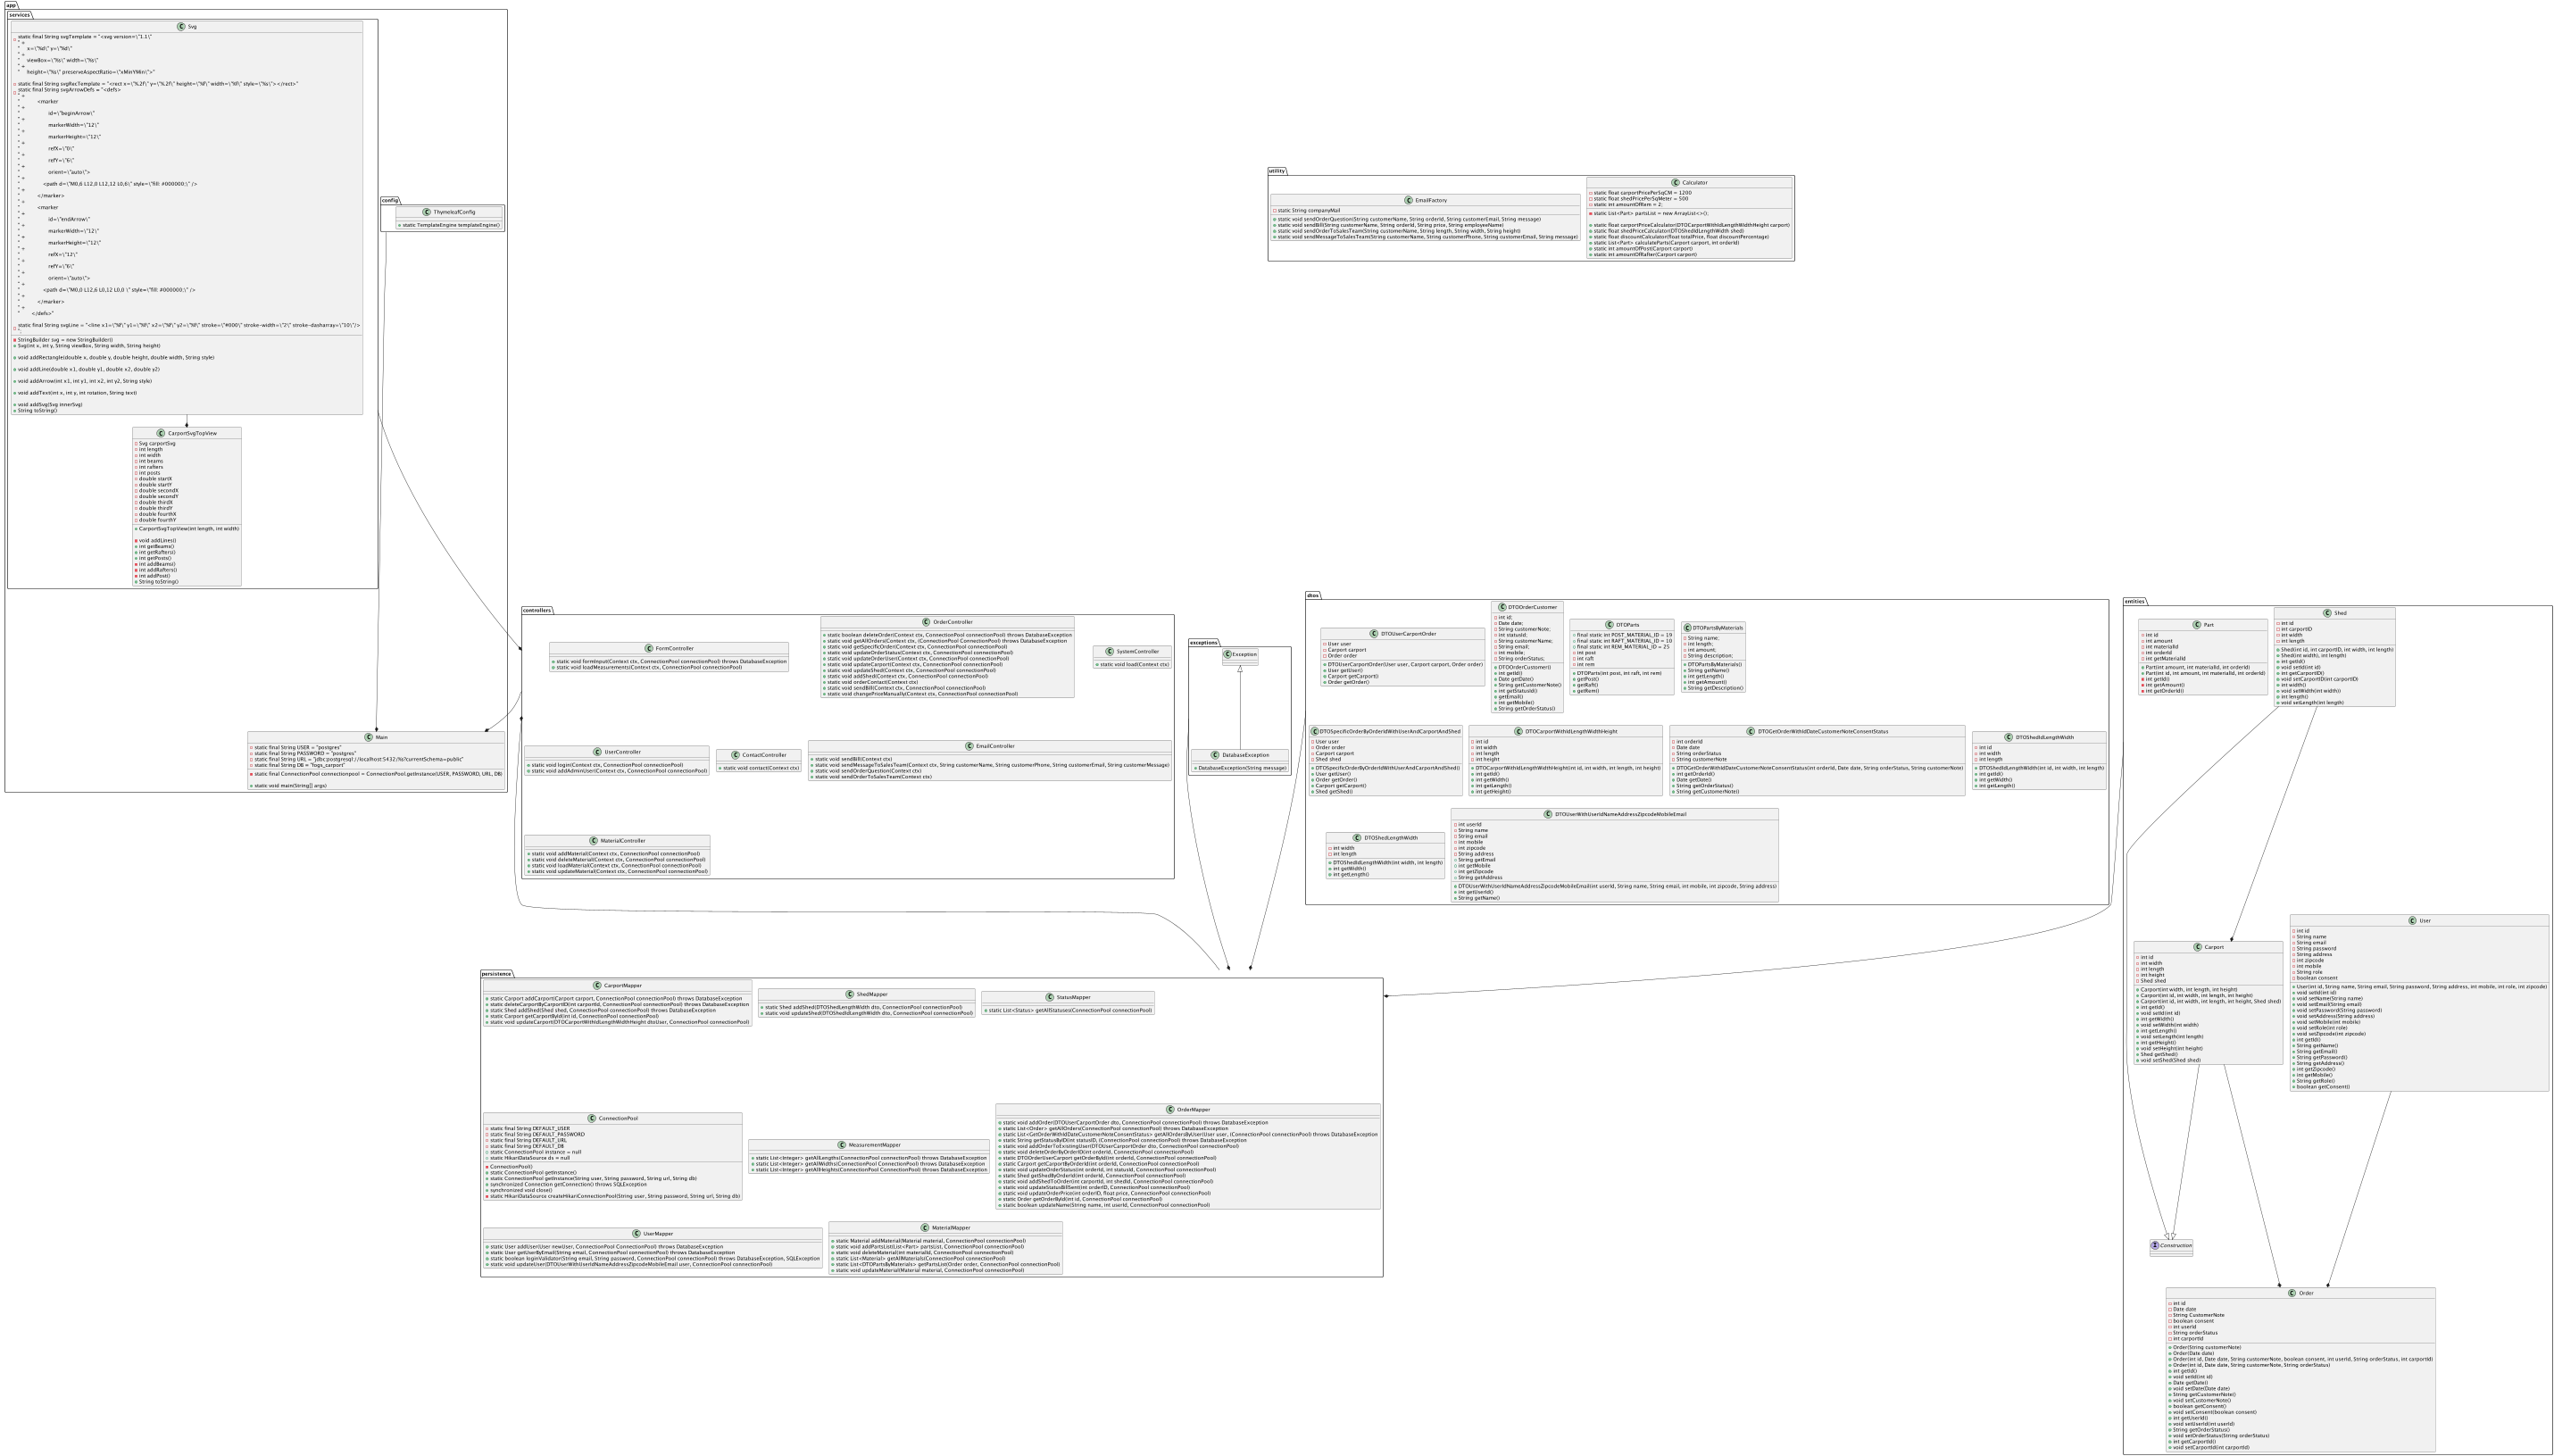 app
services
Svg
static final String svgTemplate = "<svg version=\"1.1\"
" +
"     x=\"%d\" y=\"%d\"
" +
"     viewBox=\"%s\" width=\"%s\"
" +
"     height=\"%s\" preserveAspectRatio=\"xMinYMin\">"
static final String svgRecTemplate = "<rect x=\"%.2f\" y=\"%.2f\" height=\"%f\" width=\"%f\" style=\"%s\"></rect>"
static final String svgArrowDefs = "<defs>
" +
"            <marker
" +
"                    id=\"beginArrow\"
" +
"                    markerWidth=\"12\"
" +
"                    markerHeight=\"12\"
" +
"                    refX=\"0\"
" +
"                    refY=\"6\"
" +
"                    orient=\"auto\">
" +
"                <path d=\"M0,6 L12,0 L12,12 L0,6\" style=\"fill: #000000;\" />
" +
"            </marker>
" +
"            <marker
" +
"                    id=\"endArrow\"
" +
"                    markerWidth=\"12\"
" +
"                    markerHeight=\"12\"
" +
"                    refX=\"12\"
" +
"                    refY=\"6\"
" +
"                    orient=\"auto\">
" +
"                <path d=\"M0,0 L12,6 L0,12 L0,0 \" style=\"fill: #000000;\" />
" +
"            </marker>
" +
"        </defs>"
static final String svgLine = "<line x1=\"%f\" y1=\"%f\" x2=\"%f\" y2=\"%f\" stroke=\"#000\" stroke-width=\"2\" stroke-dasharray=\"10\"/>
StringBuilder svg = new StringBuilder()
Svg(int x, int y, String viewBox, String width, String height)
void addRectangle(double x, double y, double height, double width, String style)
void addLine(double x1, double y1, double x2, double y2)
void addArrow(int x1, int y1, int x2, int y2, String style)
void addText(int x, int y, int rotation, String text)
void addSvg(Svg innerSvg)
String toString()
CarportSvgTopView
Svg carportSvg
int length
int width
int beams
int rafters
int posts
double startX
double startY
double secondX
double secondY
double thirdX
double thirdY
double fourthX
double fourthY
CarportSvgTopView(int length, int width)
void addLines()
int getBeams()
int getRafters()
int getPosts()
int addBeams()
int addRafters()
int addPost()
String toString()
config
ThymeleafConfig
static TemplateEngine templateEngine()
Main
static final String USER = "postgres"
static final String PASSWORD = "postgres"
static final String URL = "jdbc:postgresql://localhost:5432/%s?currentSchema=public"
static final String DB = "fogs_carport"
static final ConnectionPool connectionpool = ConnectionPool.getInstance(USER, PASSWORD, URL, DB)
static void main(String[] args)
utility
EmailFactory
static String companyMail
static void sendOrderQuestion(String customerName, String orderId, String customerEmail, String message)
static void sendBill(String customerName, String orderId, String price, String employeeName)
static void sendOrderToSalesTeam(String customerName, String length, String width, String height)
static void sendMessageToSalesTeam(String customerName, String customerPhone, String customerEmail, String message)
Calculator
static float carportPricePerSqCM = 1200
static float shedPricePerSqMeter = 500
static int amountOfRem = 2;
static List<Part> partsList = new ArrayList<>();
static float carportPriceCalculator(DTOCarportWithIdLengthWidthHeight carport)
static float shedPriceCalculator(DTOShedIdLengthWidth shed)
static float discountCalculator(float totalPrice, float discountPercentage)
static List<Part> calculateParts(Carport carport, int orderId)
static int amountOfPost(Carport carport)
static int amountOfRafter(Carport carport)
controllers
FormController
static void formInput(Context ctx, ConnectionPool connectionPool) throws DatabaseException
static void loadMeasurements(Context ctx, ConnectionPool connectionPool)
OrderController
static boolean deleteOrder(Context ctx, ConnectionPool connectionPool) throws DatabaseException
static void getAllOrders(Context ctx, (ConnectionPool ConnectionPool) throws DatabaseException
static void getSpecificOrder(Context ctx, ConnectionPool connectionPool)
static void updateOrderStatus(Context ctx, ConnectionPool connectionPool)
static void updateOrderUser(Context ctx, ConnectionPool connectionPool)
static void updateCarport(Context ctx, ConnectionPool connectionPool)
static void updateShed(Context ctx, ConnectionPool connectionPool)
static void addShed(Context ctx, ConnectionPool connectionPool)
static void orderContact(Context ctx)
static void sendBill(Context ctx, ConnectionPool connectionPool)
static void changePriceManually(Context ctx, ConnectionPool connectionPool)
SystemController
static void load(Context ctx)
UserController
static void login(Context ctx, ConnectionPool connectionPool)
static void addAdminUser(Context ctx, ConnectionPool connectionPool)
ContactController
static void contact(Context ctx)
EmailController
static void sendBill(Context ctx)
static void sendMessageToSalesTeam(Context ctx, String customerName, String customerPhone, String customerEmail, String customerMessage)
static void sendOrderQuestion(Context ctx)
static void sendOrderToSalesTeam(Context ctx)
MaterialController
static void addMaterial(Context ctx, ConnectionPool connectionPool)
static void deleteMaterial(Context ctx, ConnectionPool connectionPool)
static void loadMaterial(Context ctx, ConnectionPool connectionPool)
static void updateMaterial(Context ctx, ConnectionPool connectionPool)
exceptions
Exception
DatabaseException
DatabaseException(String message)
dtos
DTOUserCarportOrder
User user
Carport carport
Order order
DTOUserCarportOrder(User user, Carport carport, Order order)
User getUser()
Carport getCarport()
Order getOrder()
DTOOrderCustomer
int id;
Date date;
String customerNote;
int statusId;
String customerName;
String email;
int mobile;
String orderStatus;
DTOOrderCustomer()
int getId()
Date getDate()
String getCustomerNote()
int getStatusId()
getEmail()
int getMobile()
String getOrderStatus()
DTOParts
final static int POST_MATERIAL_ID = 19
final static int RAFT_MATERIAL_ID = 10
final static int REM_MATERIAL_ID = 25
int post
int raft
int rem
DTOParts(int post, int raft, int rem)
getPost()
getRaft()
getRem()
DTOPartsByMaterials
String name;
int length;
int amount;
String description;
DTOPartsByMaterials()
String getName()
int getLength()
int getAmount()
String getDescription()
DTOSpecificOrderByOrderIdWithUserAndCarportAndShed
User user
Order order
Carport carport
Shed shed
DTOSpecificOrderByOrderIdWithUserAndCarportAndShed()
User getUser()
Order getOrder()
Carport getCarport()
Shed getShed()
DTOCarportWithIdLengthWidthHeight
int id
int width
int length
int height
DTOCarportWithIdLengthWidthHeight(int id, int width, int length, int height)
int getId()
int getWidth()
int getLength()
int getHeight()
DTOGetOrderWithIdDateCustomerNoteConsentStatus
int orderId
Date date
String orderStatus
String customerNote
DTOGetOrderWithIdDateCustomerNoteConsentStatus(int orderId, Date date, String orderStatus, String customerNote)
int getOrderId()
Date getDate()
String getOrderStatus()
String getCustomerNote()
DTOShedIdLengthWidth
int id
int width
int length
DTOShedIdLengthWidth(int id, int width, int length)
int getId()
int getWidth()
int getLength()
DTOShedLengthWidth
int width
int length
DTOShedIdLengthWidth(int width, int length)
int getWidth()
int getLength()
DTOUserWithUserIdNameAddressZipcodeMobileEmail
int userId
String name
String email
int mobile
int zipcode
String address
String getEmail
int getMobile
int getZipcode
String getAddress
DTOUserWithUserIdNameAddressZipcodeMobileEmail(int userId, String name, String email, int mobile, int zipcode, String address)
int getUserId()
String getName()
persistence
CarportMapper
static Carport addCarport(Carport carport, ConnectionPool connectionPool) throws DatabaseException
static deleteCarportByCarportID(int carportId, ConnectionPool connectionPool) throws DatabaseException
static Shed addShed(Shed shed, ConnectionPool connectionPool) throws DatabaseException
static Carport getCarportById(int id, ConnectionPool connectionPool)
static void updateCarport(DTOCarportWithIdLengthWidthHeight dtoUser, ConnectionPool connectionPool)
ShedMapper
static Shed addShed(DTOShedLengthWidth dto, ConnectionPool connectionPool)
static void updateShed(DTOShedIdLengthWidth dto, ConnectionPool connectionPool)
StatusMapper
static List<Status> getAllStatuses(ConnectionPool connectionPool)
ConnectionPool
static final String DEFAULT_USER
static final String DEFAULT_PASSWORD
static final String DEFAULT_URL
static final String DEFAULT_DB
static ConnectionPool instance = null
static HikariDataSource ds = null
ConnectionPool()
static ConnectionPool getInstance()
static ConnectionPool getInstance(String user, String password, String url, String db)
synchronized Connection getConnection() throws SQLException
synchronized void close()
static HikariDataSource createHikariConnectionPool(String user, String password, String url, String db)
MeasurementMapper
static List<Integer> getAllLengths(ConnectionPool connectionPool) throws DatabaseException
static List<Integer> getAllWidths(ConnectionPool ConnectionPool) throws DatabaseException
static List<Integer> getAllHeights(ConnectionPool ConnectionPool) throws DatabaseException
OrderMapper
static void addOrder(DTOUserCarportOrder dto, ConnectionPool connectionPool) throws DatabaseException
static List<Order> getAllOrders(ConnectionPool connectionPool) throws DatabaseException
static List<GetOrderWithIdDateCustomerNoteConsentStatus> getAllOrdersByUser(User user, (ConnectionPool connectionPool) throws DatabaseException
static String getStatusByID(int statusID, (ConnectionPool connectionPool) throws DatabaseException
static void addOrderToExisitingUser(DTOUserCarportOrder dto, ConnectionPool connectionPool)
static void deleteOrderByOrderID(int orderId, ConnectionPool connectionPool)
static DTOOrderUserCarport getOrderById(int orderId, ConnectionPool connectionPool)
static Carport getCarportByOrderId(int orderId, ConnectionPool connectionPool)
static void updateOrderStatus(int orderId, int statusId, ConnectionPool connectionPool)
static Shed getShedByOrderId(int orderId, ConnectionPool connectionPool)
static void addShedToOrder(int carportId, int shedId, ConnectionPool connectionPool)
static void updateStatusBillSent(int orderID, ConnectionPool connectionPool)
static void updateOrderPrice(int orderID, float price, ConnectionPool connectionPool)
static Order getOrderById(int id, ConnectionPool connectionPool)
static boolean updateName(String name, int userId, ConnectionPool connectionPool)
UserMapper
static User addUser(User newUser, ConnectionPool ConnectionPool) throws DatabaseException
static User getUserByEmail(String email, ConnectionPool connectionPool) throws DatabaseException
static boolean loginValidator(String email, String password, ConnectionPool connectionPool) throws DatabaseException, SQLException
static void updateUser(DTOUserWithUserIdNameAddressZipcodeMobileEmail user, ConnectionPool connectionPool)
MaterialMapper
static Material addMaterial(Material material, ConnectionPool connectionPool)
static void addPartsList(List<Part> partsList, ConnectionPool connectionPool)
static void deleteMaterial(int materialId, ConnectionPool connectionPool)
static List<Material> getAllMaterials(ConnectionPool connectionPool)
static List<DTOPartsByMaterials> getPartsList(Order order, ConnectionPool connectionPool)
static void updateMaterial(Material material, ConnectionPool connectionPool)
entities
Part
int id
int amount
int materialId
int orderId
int getMaterialId
Part(int amount, int materialId, int orderId)
Part(int id, int amount, int materialId, int orderId)
int getId()
int getAmount()
int getOrderId()
Shed
int id
int carportID
int width
int length
Shed(int id, int carportID, int width, int length)
Shed(int width), int length)
int getId()
void setId(int id)
int getCarportID()
void setCarportID(int carportID)
int width()
void setWidth(int width))
int length()
void setLength(int length)
Carport
int id
int width
int length
int height
Shed shed
Carport(int width, int length, int height)
Carport(int id, int width, int length, int height)
Carport(int id, int width, int length, int height, Shed shed)
int getId()
void setId(int id)
int getWidth()
void setWidth(int width)
int getLength)
void setLength(int length)
int getHeight()
void setHeight(int height)
Shed getShed()
void setShed(Shed shed)
User
int id
String name
String email
String password
String address
int zipcode
int mobile
String role
boolean consent
User(int id, String name, String email, String password, String address, int mobile, int role, int zipcode)
void setId(int id)
void setName(String name)
void setEmail(String email)
void setPassword(String password)
void setAddress(String address)
void setMobile(int mobile)
void setRole(int role)
void setZipcode(int zipcode)
int getId()
String getName()
String getEmail()
String getPassword()
String getAddress()
int getZipcode()
int getMobile()
String getRole()
boolean getConsent()
Construction
Order
int id
Date date
String CustomerNote
boolean consent
int userId
String orderStatus
int carportId
Order(String customerNote)
Order(Date date)
Order(int id, Date date, String customerNote, boolean consent, int userId, String orderStatus, int carportId)
Order(int id, Date date, String customerNote, String orderStatus)
int getId()
void setId(int id)
Date getDate()
void setDate(Date date)
String getCustomerNote()
void setCustomerNote()
boolean getConsent()
void setConsent(boolean consent)
int getUserId()
void setUserId(int userId)
String getOrderStatus()
void setOrderStatus(String orderStatus)
int getCarportId()
void setCarportId(int carportId)